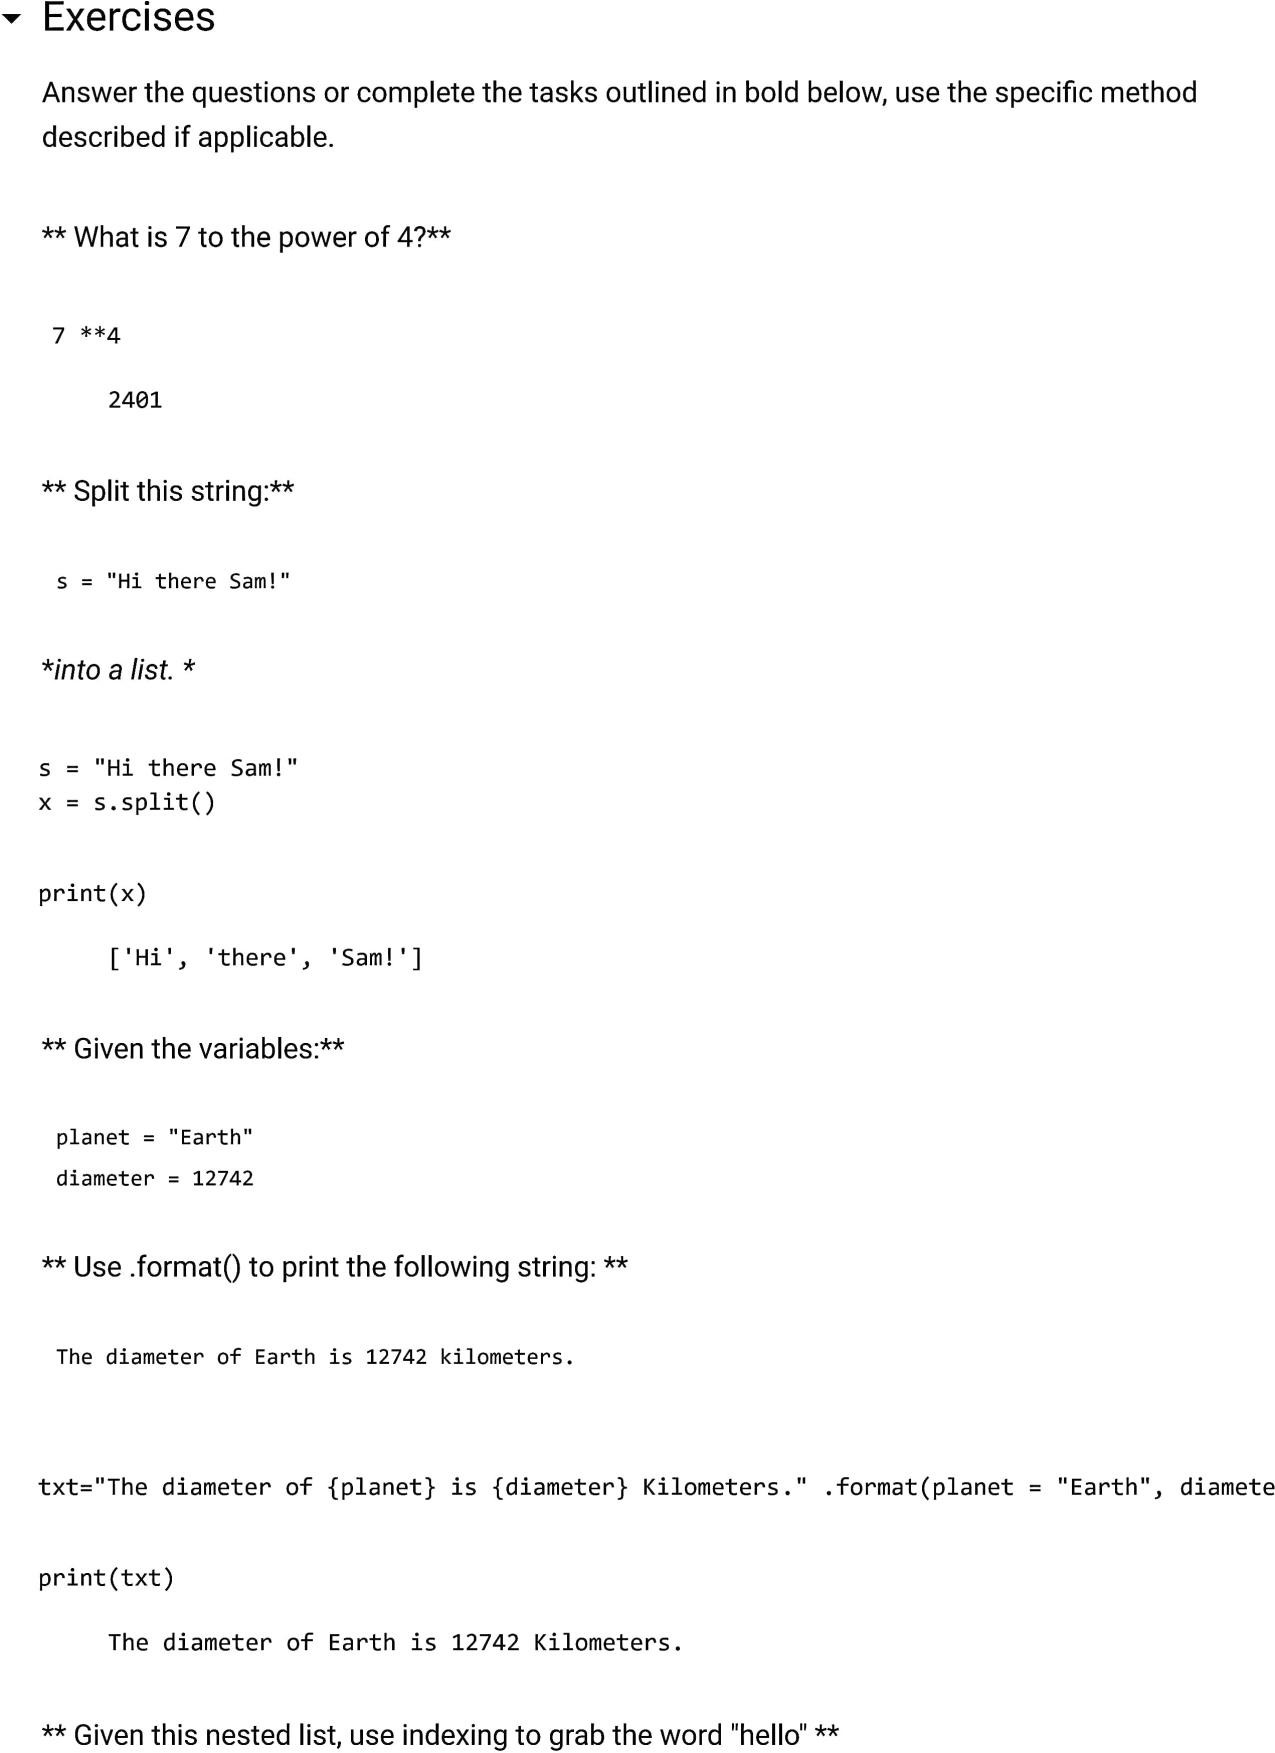 Exercises
Answer the questions or complete the tasks outlined in bold below, use the specific method
described if applicable.
** What is 7 to the power of 4?**
7 **4
2401
** Split this string:**
s = "Hi there Sam!"
*into a list. *
s = "Hi there Sam!"
x = s.split()
print(x)
['Hi', 'there', 'Sam!']
** Given the variables:**
planet = "Earth"
diameter = 12742
** Use .format() to print the following string: **
The diameter of Earth is 12742 kilometers.
txt="The diameter of {planet} is {diameter} Kilometers." .format(planet = "Earth", diamete
print(txt)
The diameter of Earth is 12742 Kilometers.
** Given this nested list, use indexing to grab the word "hello" **